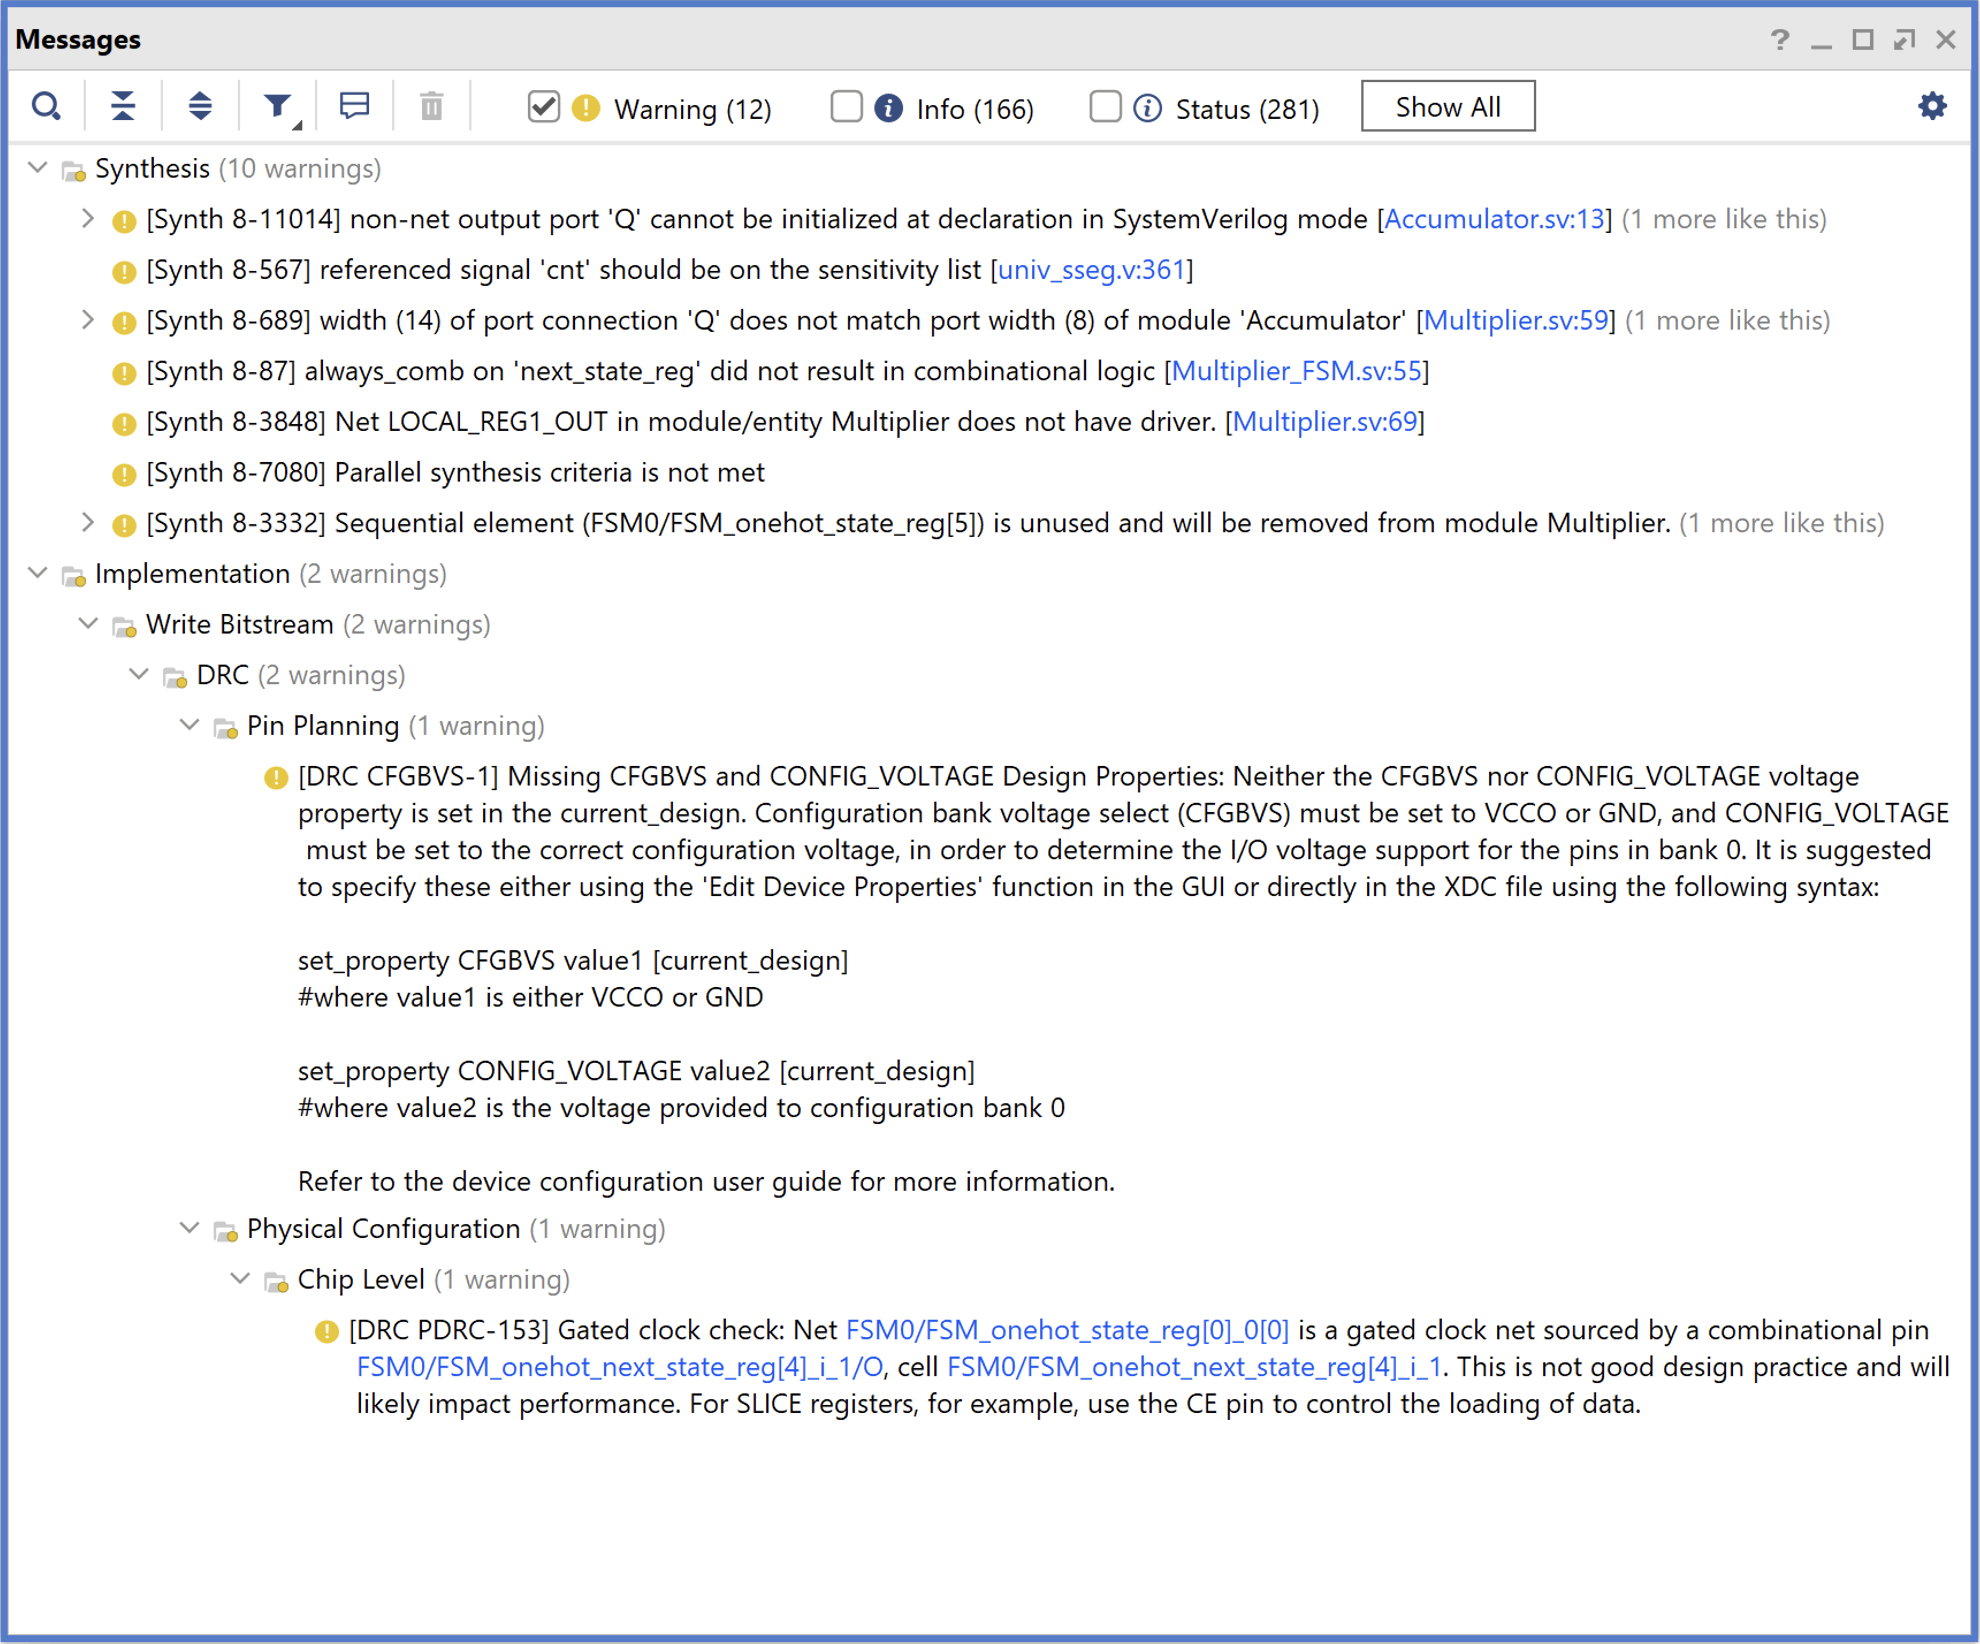 Messages
Warning (12) Info (166) Status (281) Show All
Synthesis (10 warnings)
[Synth 8-11014] non-net output port 'Q' cannot be initialized at declaration in SystemVerilog mode [Accumulator.sv:13] (1 more like this)
[Synth 8-567] referenced signal 'cnt' should be on the sensitivity list [univ_sseg.v:361]
[Synth 8-689] width (14) of port connection 'Q' does not match port width (8) of module 'Accumulator' [Multiplier.sv:59] (1 more like this)
[Synth 8-87] always_comb on 'next_state_reg' did not result in combinational logic [Multiplier_FSM.sv:55]
[Synth 8-3848] Net LOCAL_REG1_OUT in module/entity Multiplier does not have driver. [Multiplier.sv:69]
[Synth 8-7080] Parallel synthesis criteria is not met
[Synth 8-3332] Sequential element (FSM0/FSM_onehot_state_reg[5]) is unused and will be removed from module Multiplier. (1 more like this)
Implementation (2 warnings)
Write Bitstream (2 warnings)
DRC (2 warnings)
Pin Planning (1 warning)
[DRC CFGBVS-1] Missing CFGBVS and CONFIG_VOLTAGE Design Properties: Neither the CFGBVS nor CONFIG_VOLTAGE voltage
property is set in the current_design. Configuration bank voltage select (CFGBVS) must be set to VCCO or GND, and CONFIG_VOLTAGE
must be set to the correct configuration voltage, in order to determine the I/O voltage support for the pins in bank 0. It is suggested
to specify these either using the 'Edit Device Properties' function in the GUI or directly in the XDC file using the following syntax:
set_property CFGBVS value1 [current_design]
#where value1 is either VCCO or GND
set_property CONFIG_VOLTAGE value2 [current_design]
#where value2 is the voltage provided to configuration bank 0
Refer to the device configuration user guide for more information.
Physical Configuration (1 warning)
Chip Level (1 warning)
[DRC PDRC-153] Gated clock check: Net FSM0/FSM_onehot_state_reg[0]_0[0] is a gated clock net sourced by a combinational pin
FSM0/FSM_onehot_next_state_reg[4]_i_1/O, cell FSM0/FSM_onehot_next_state_reg[4]_i_1. This is not good design practice and will
likely impact performance. For SLICE registers, for example, use the CE pin to control the loading of data.